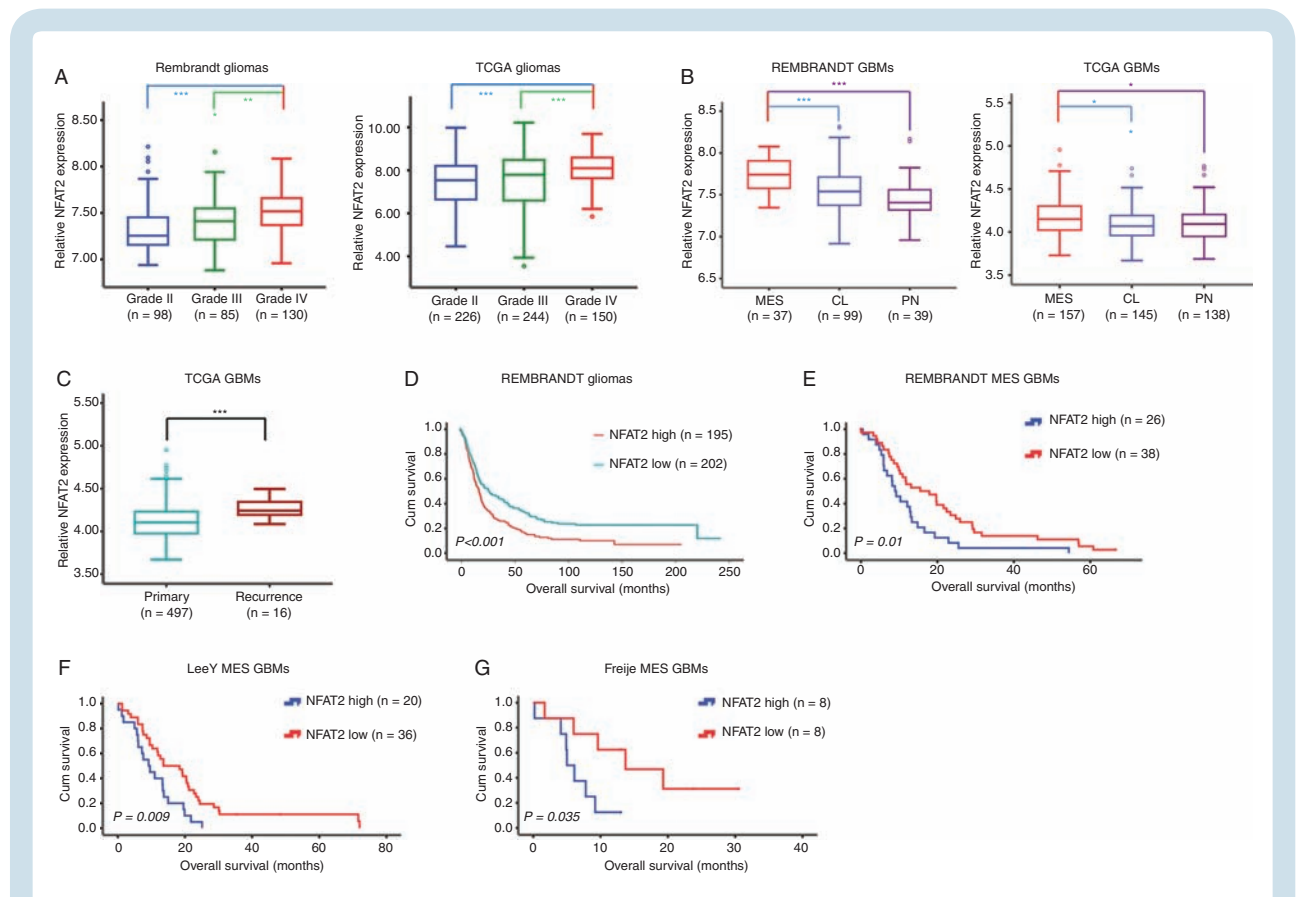 A
Rembrandt gliomas
***
**
Relative NFAT2 expression
8.50
8.00
7.50
7.00
Grade II
Grade III
Grade IV
(n = 98)
(n = 85)
(n = 130)
TCGA gliomas
***
***
Relative NFAT2 expression
10.00
8.00
6.00
4.00
Grade II
Grade III
Grade IV
(n = 226)
(n = 244)
(n = 150)
B
REMBRANDT GBMs
***
***
Relative NFAT2 expression
8.5
8.0
7.5
7.0
6.5
MES
CL
PN
(n = 37)
(n = 99)
(n = 39)
TCGA GBMs
*
*
Relative NFAT2 expression
5.5
5.0
4.5
4.0
3.5
MES
CL
PN
(n = 157)
(n = 145)
(n = 138)
C
TCGA GBMs
***
Relative NFAT2 expression
5.50
5.00
4.50
4.00
3.50
Primary
Recurrence
(n = 497)
(n = 16)
D
REMBRANDT gliomas
NFAT2 high (n = 195)
NFAT2 low (n = 202)
Cum survival
1.0
0.8
0.6
0.4
0.2
0.0
P<0.001
0
50
100
150
200
250
Overall survival (months)
E
REMBRANDT MES GBMs
NFAT2 high (n = 26)
NFAT2 low (n = 38)
Cum survival
1.0
0.8
0.6
0.4
0.2
0.0
P = 0.01
0
20
40
60
Overall survival (months)
F
LeeY MES GBMs
NFAT2 high (n = 20)
NFAT2 low (n = 36)
Cum survival
1.0
0.8
0.6
0.4
0.2
0.0
P = 0.009
0
20
40
60
80
Overall survival (months)
G
Freije MES GBMs
NFAT2 high (n = 8)
NFAT2 low (n = 8)
Cum survival
1.0
0.8
0.6
0.4
0.2
0.0
P = 0.035
0
10
20
30
40
Overall survival (months)